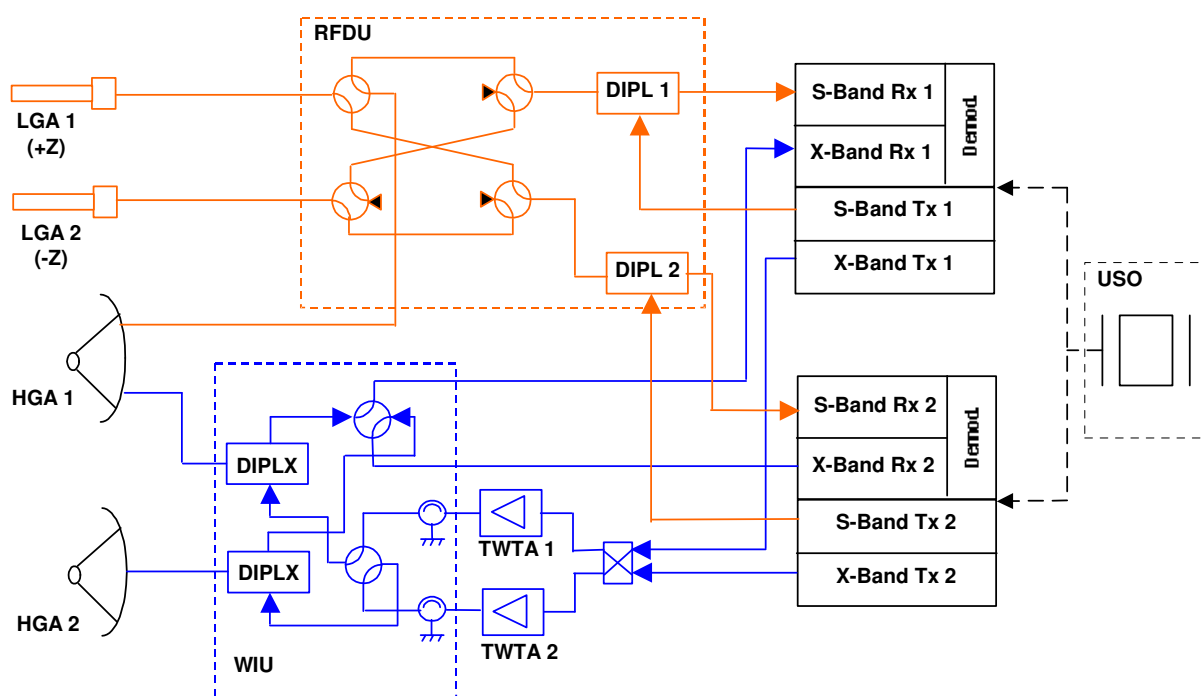 RFDU
LGA 1
(+Z)
LGA 2
(-Z)
DIPL 1
DIPL 2
S-Band Rx 1
X-Band Rx 1
Demod.
S-Band Tx 1
X-Band Tx 1
USO
HGA 1
HGA 2
DIPLX
DIPLX
WIU
TWTA 1
TWTA 2
S-Band Rx 2
X-Band Rx 2
Demod.
S-Band Tx 2
X-Band Tx 2